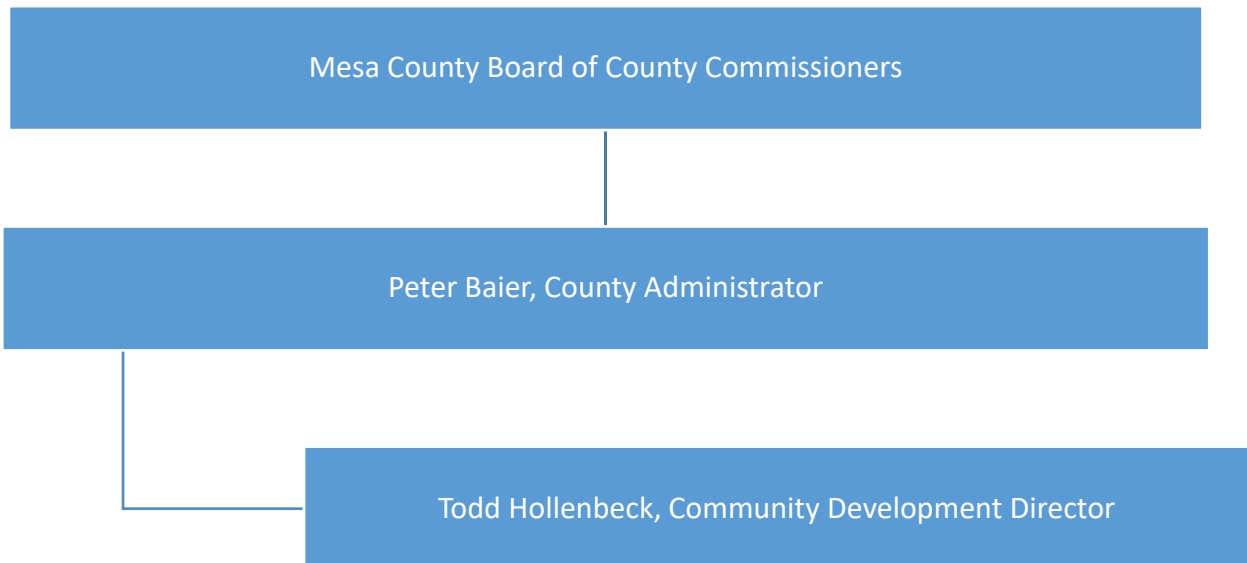 Mesa County Board of County Commissioners
Peter Baier, County Administrator
Todd Hollenbeck, Community Development Director